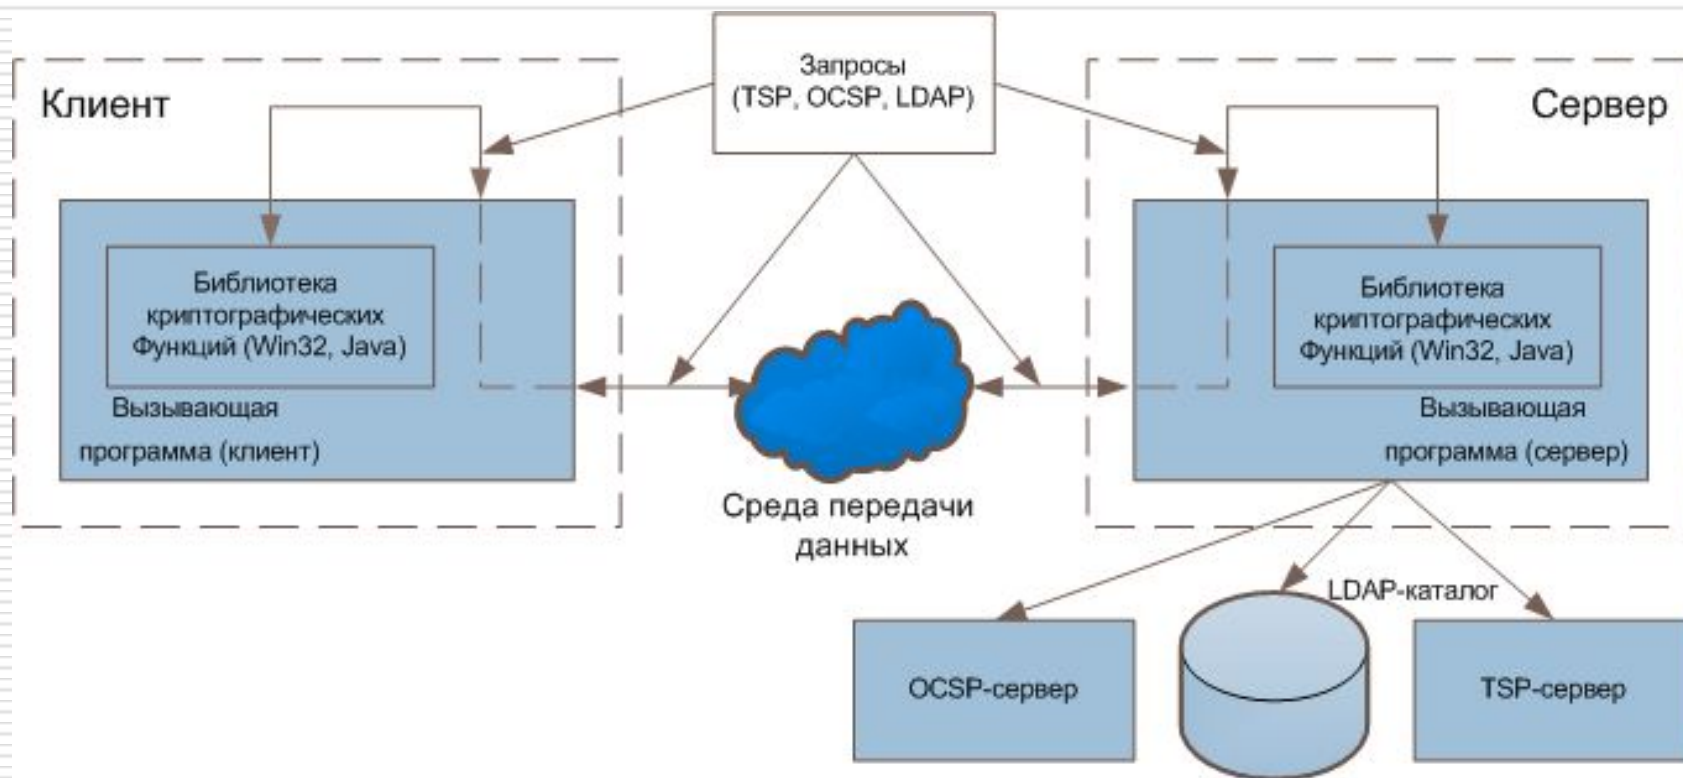 Запросы
(TSP, OCSP, LDAP)
Клиент
Сервер
Библиотека
криптографических
Функций (Win32, Java)
Вызывающая
программа (клиент)
Библиотека
криптографических
Функций (Win32, Java)
Вызывающая
программа (сервер)
Среда передачи
данных
LDAP-каталог
OCSP-сервер
TSP-сервер